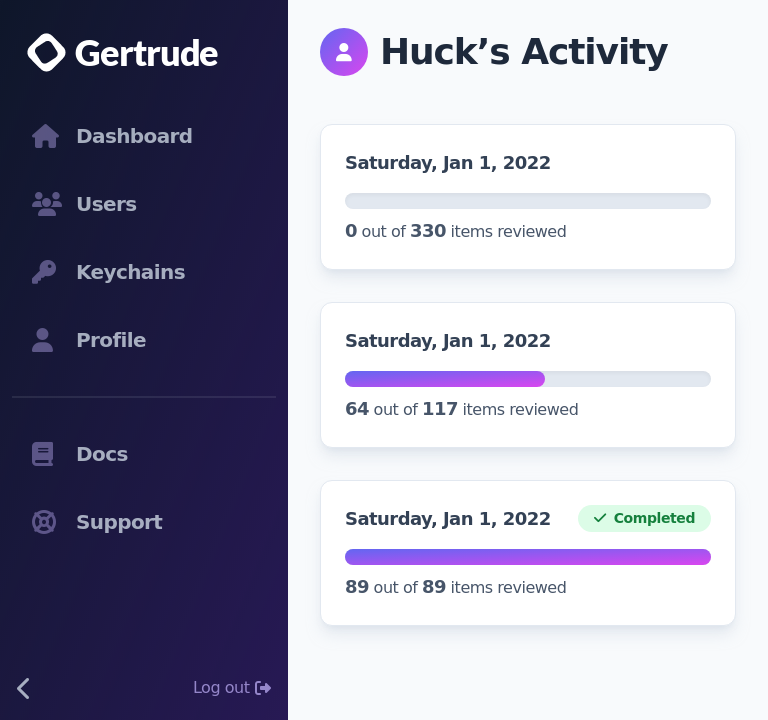 Gertrude
Dashboard
Users
Keychains
Profile
Docs
Support
Log out
Huck’s Activity
Saturday, Jan 1, 2022
0 out of 330 items reviewed
Saturday, Jan 1, 2022
64 out of 117 items reviewed
Saturday, Jan 1, 2022 Completed
89 out of 89 items reviewed